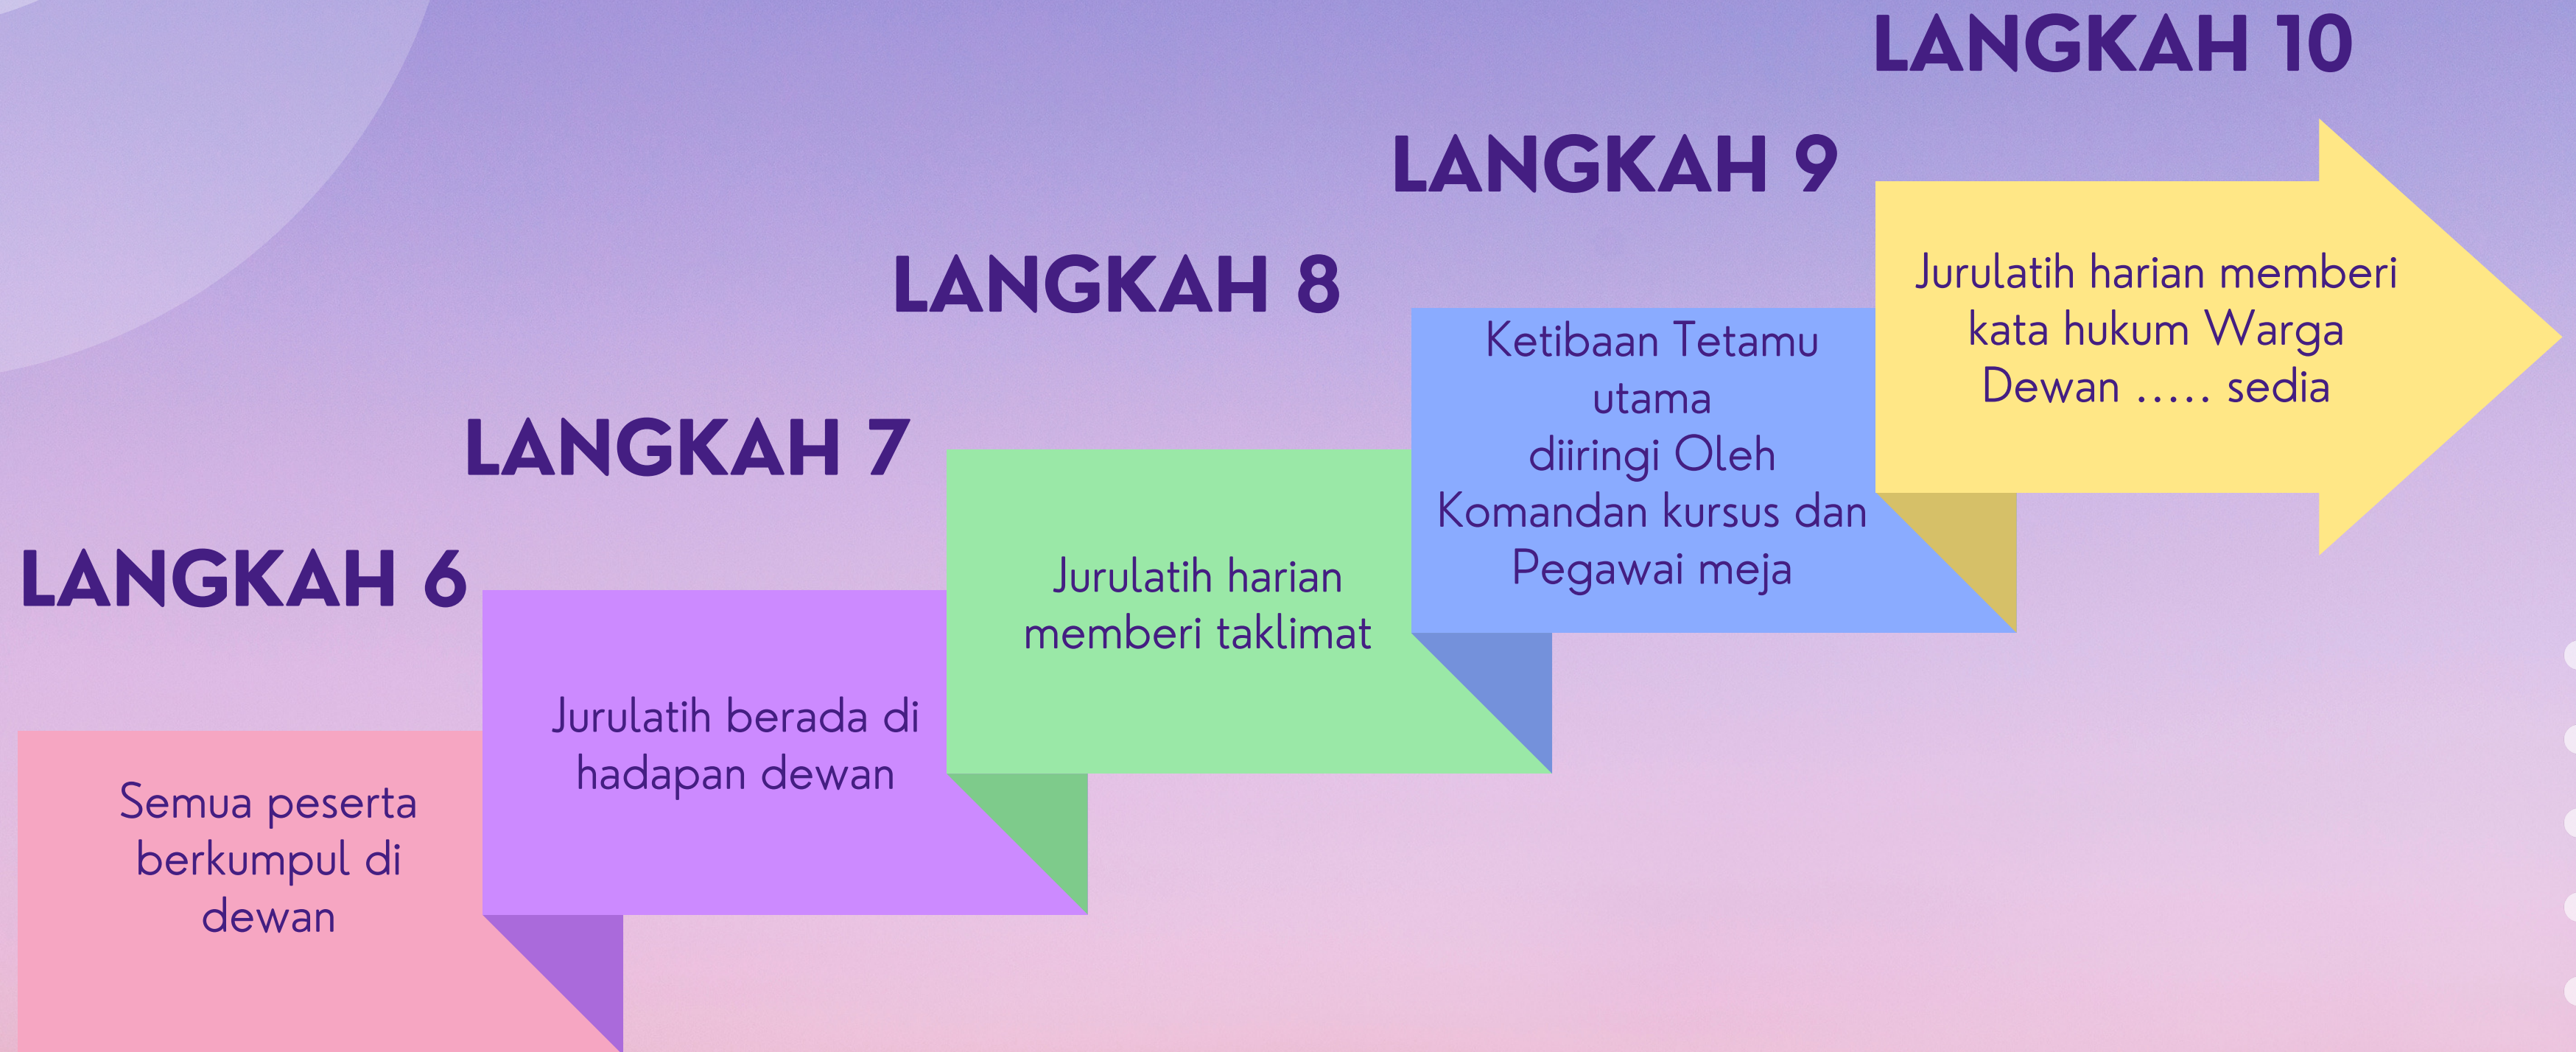 LANGKAH 6
Semua peserta
berkumpul di
dewan
LANGKAH 7
Jurulatih berada di
hadapan dewan
LANGKAH 8
Jurulatih harian
memberi taklimat
LANGKAH 9
Ketibaan Tetamu
utama
diiringi Oleh
Komandan kursus dan
Pegawai meja
LANGKAH 10
Jurulatih harian memberi
kata hukum Warga
Dewan ..... sedia